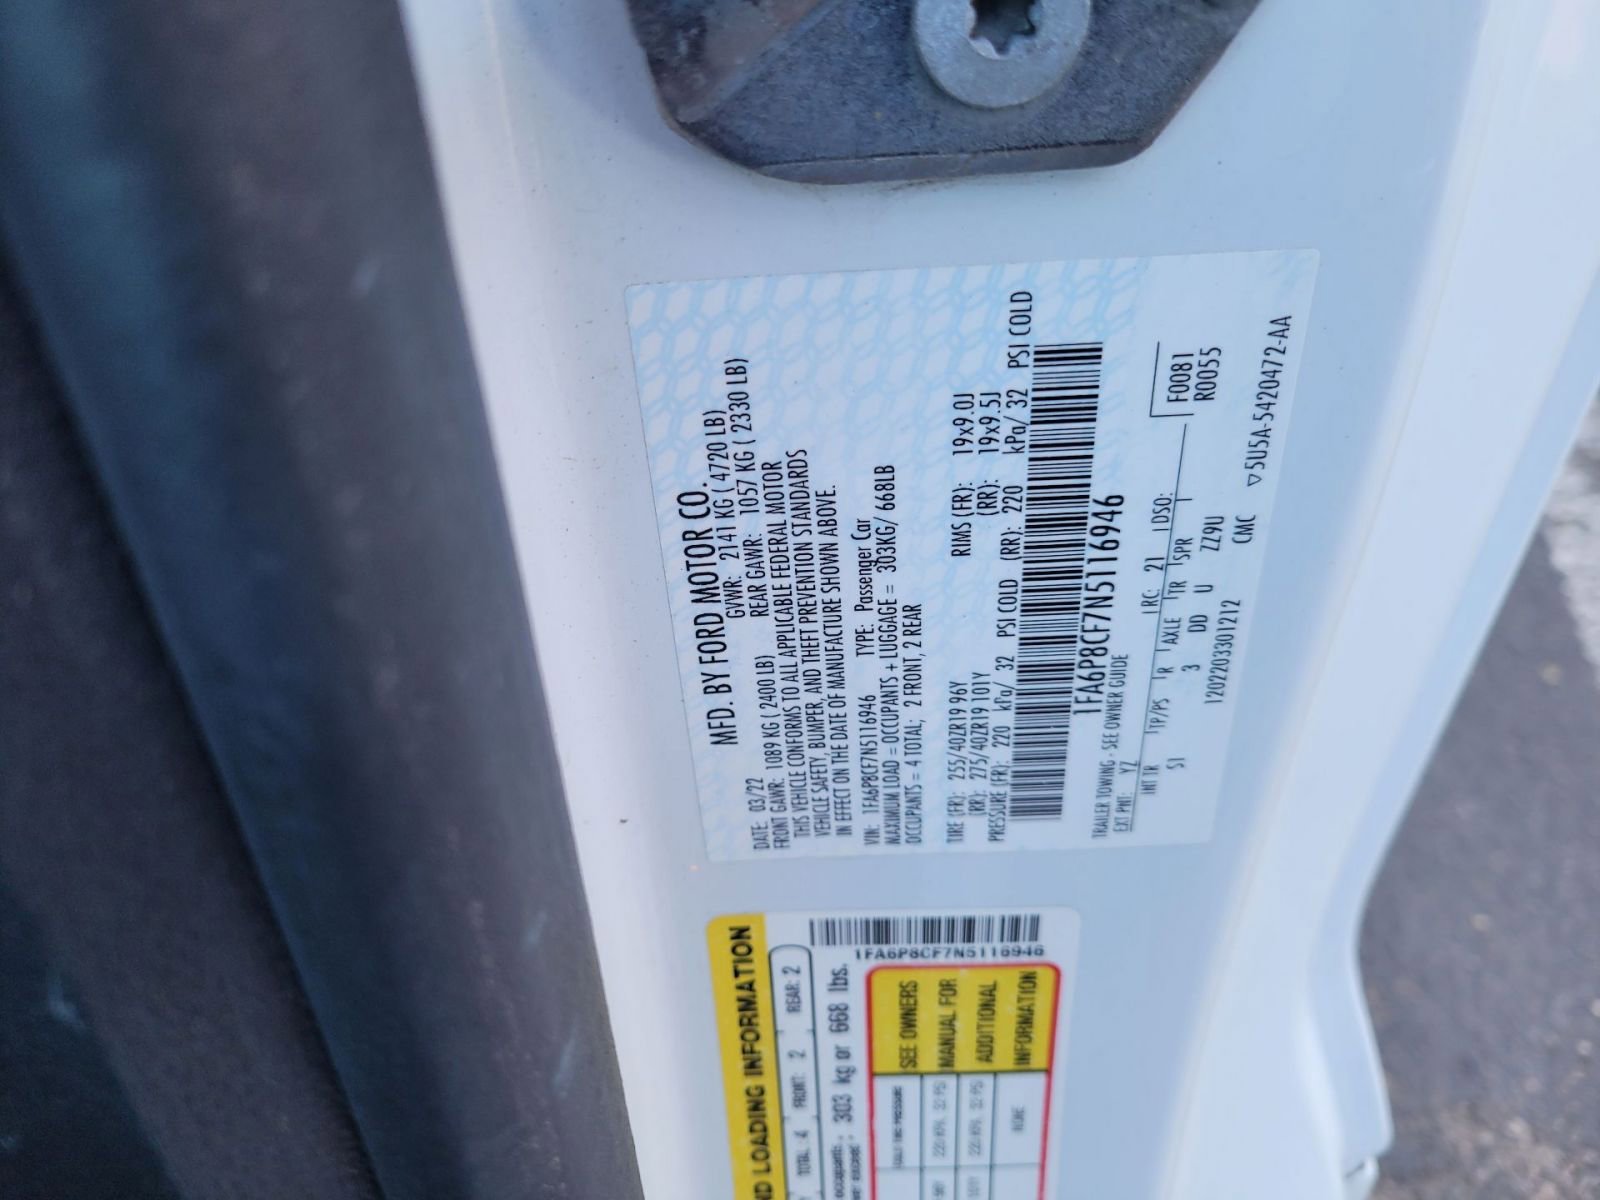 MFD. BY FORD MOTOR CO.
DATE: 03/22 GVWR: 2141 KG ( 4720 LB)
FRONT GAWR: 1089 KG ( 2400 LB) REAR GAWR: 1057 KG ( 2330 LB)
THIS VEHICLE CONFORMS TO ALL APPLICABLE FEDERAL MOTOR
VEHICLE SAFETY, BUMPER, AND THEFT PREVENTION STANDARDS
IN EFFECT ON THE DATE OF MANUFACTURE SHOWN ABOVE.
VIN: 1FA6P8CF7N5116946 TYPE: Passenger Car
MAXIMUM LOAD = OCCUPANTS + LUGGAGE = 303KG/ 668LB
OCCUPANTS = 4 TOTAL; 2 FRONT, 2 REAR
TIRE (FR): 255/40ZR19 96Y RIMS (FR): 19x9.0J
(RR): 275/40ZR19 101Y (RR): 19x9.5J
PRESSURE (FR): 220 kPa/ 32 PSI COLD (RR): 220 kPa/ 32 PSI COLD
1FA6P8CF7N5116946
TRAILER TOWING - SEE OWNER GUIDE
EXT PNT: YZ RC: 21 DSO:
INT TR TP/PS R AXLE TR SPR F0081
SI 3 DD U ZZ9U R0055
1202203301212 CMC ▽5U5A-5420472-AA
LOADING INFORMATION
TOTAL: 4 FRONT: 2 REAR: 2
303 kg or 668 lbs.
1FA6P8CF7N5116946
SEE OWNERS
MANUAL FOR
ADDITIONAL
INFORMATION